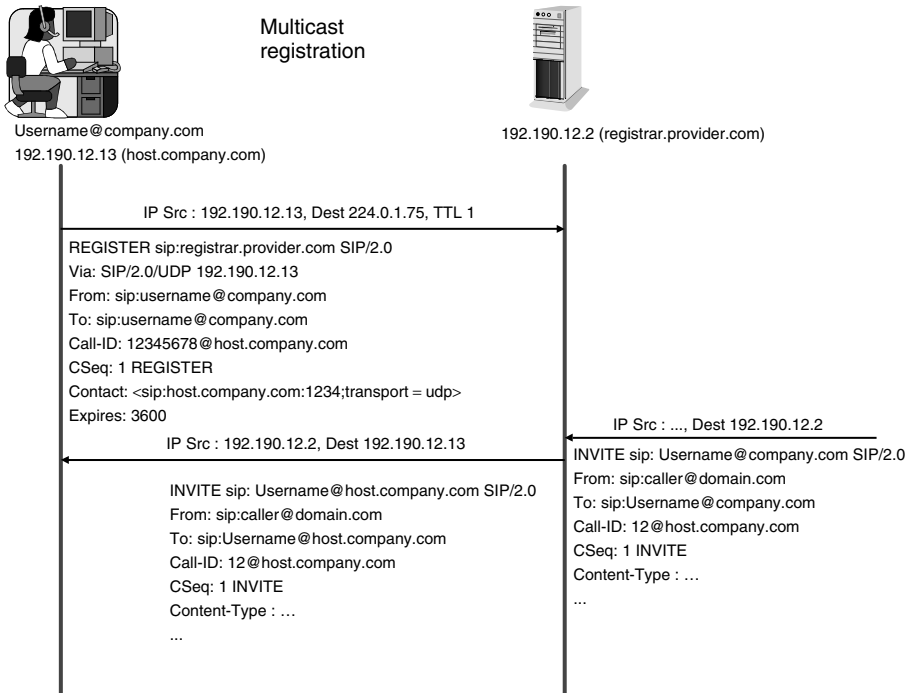 Multicast
registration
Username@company.com
192.190.12.13 (host.company.com)
192.190.12.2 (registrar.provider.com)
IP Src : 192.190.12.13, Dest 224.0.1.75, TTL 1
REGISTER sip:registrar.provider.com SIP/2.0
Via: SIP/2.0/UDP 192.190.12.13
From: sip:username@company.com
To: sip:username@company.com
Call-ID: 12345678@host.company.com
CSeq: 1 REGISTER
Contact: <sip:host.company.com:1234;transport = udp>
Expires: 3600
IP Src : ..., Dest 192.190.12.2
INVITE sip: Username@company.com SIP/2.0
From: sip:caller@domain.com
To: sip:Username@company.com
Call-ID: 12@host.company.com
CSeq: 1 INVITE
Content-Type : …
...
IP Src : 192.190.12.2, Dest 192.190.12.13
INVITE sip: Username@host.company.com SIP/2.0
From: sip:caller@domain.com
To: sip:Username@host.company.com
Call-ID: 12@host.company.com
CSeq: 1 INVITE
Content-Type : …
...